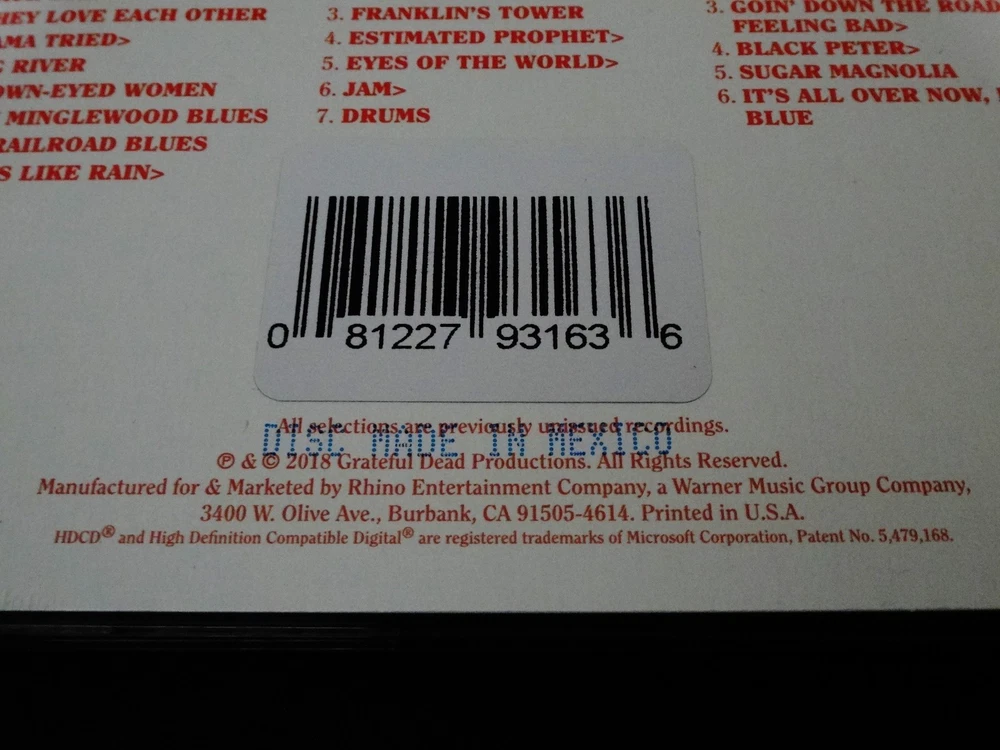 HEY LOVE EACH OTHER
MA TRIED>
RIVER
OWN-EYED WOMEN
MINGLEWOOD BLUES
RAILROAD BLUES
S LIKE RAIN>
3. FRANKLIN'S TOWER
4. ESTIMATED PROPHET>
5. EYES OF THE WORLD>
6. JAM>
7. DRUMS
3. GOIN' DOWN THE ROAD
FEELING BAD>
4. BLACK PETER>
5. SUGAR MAGNOLIA
6. IT'S ALL OVER NOW,
BLUE
0 81227 93163 6
All selections are previously unissued recordings.
DISC MADE IN MEXICO
℗ & © 2018 Grateful Dead Productions. All Rights Reserved.
Manufactured for & Marketed by Rhino Entertainment Company, a Warner Music Group Company,
3400 W. Olive Ave., Burbank, CA 91505-4614. Printed in U.S.A.
HDCD® and High Definition Compatible Digital® are registered trademarks of Microsoft Corporation, Patent No. 5,479,168.